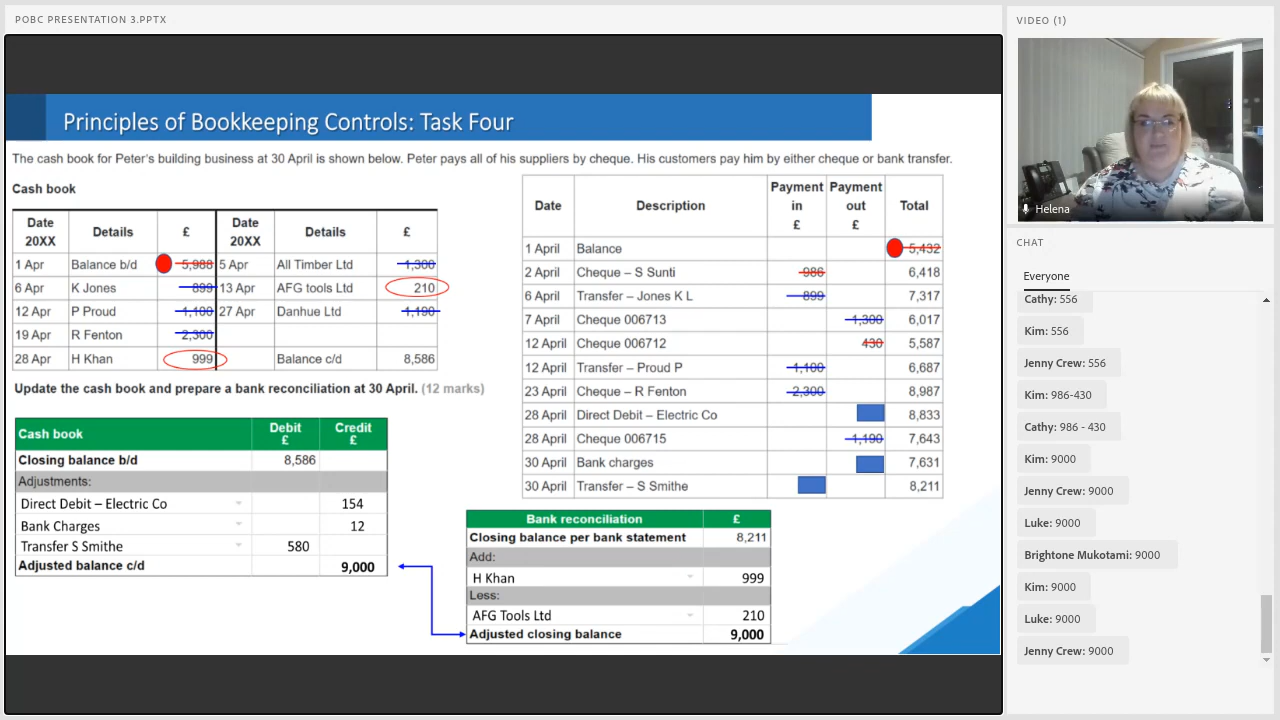 POBC PRESENTATION 3.PPTX
Principles of Bookkeeping Controls: Task Four
The cash book for Peter's building business at 30 April is shown below. Peter pays all of his suppliers by cheque. His customers pay him by either cheque or bank transfer.
Cash book
Date 20XX Details £ Date 20XX Details £
1 Apr Balance b/d 5,988 5 Apr All Timber Ltd 1,300
6 Apr K Jones 899 13 Apr AFG tools Ltd 210
12 Apr P Proud 1,100 27 Apr Danhue Ltd 1,190
19 Apr R Fenton 2,300
28 Apr H Khan 999 Balance c/d 8,586
Update the cash book and prepare a bank reconciliation at 30 April. (12 marks)
Cash book Debit £ Credit £
Closing balance b/d 8,586
Adjustments:
Direct Debit – Electric Co 154
Bank Charges 12
Transfer S Smithe 580
Adjusted balance c/d 9,000
Date Description Payment in £ Payment out £ Total
1 April Balance 5,432
2 April Cheque – S Sunti 986 6,418
6 April Transfer – Jones K L 899 7,317
7 April Cheque 006713 1,300 6,017
12 April Cheque 006712 430 5,587
12 April Transfer – Proud P 1,100 6,687
23 April Cheque – R Fenton 2,300 8,987
28 April Direct Debit – Electric Co 8,833
28 April Cheque 006715 1,190 7,643
30 April Bank charges 7,631
30 April Transfer – S Smithe 8,211
Bank reconciliation £
Closing balance per bank statement 8,211
Add:
H Khan 999
Less:
AFG Tools Ltd 210
Adjusted closing balance 9,000
VIDEO (1)
Helena
CHAT
Everyone
Cathy: 556
Kim: 556
Jenny Crew: 556
Kim: 986-430
Cathy: 986 - 430
Kim: 9000
Jenny Crew: 9000
Luke: 9000
Brightone Mukotami: 9000
Kim: 9000
Luke: 9000
Jenny Crew: 9000